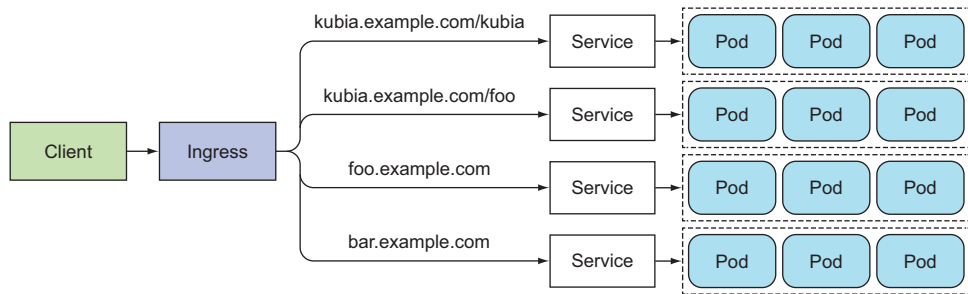 kubia.example.com/kubia
Service
Pod Pod Pod
kubia.example.com/foo
Service
Pod Pod Pod
Client
Ingress
foo.example.com
Service
Pod Pod Pod
bar.example.com
Service
Pod Pod Pod